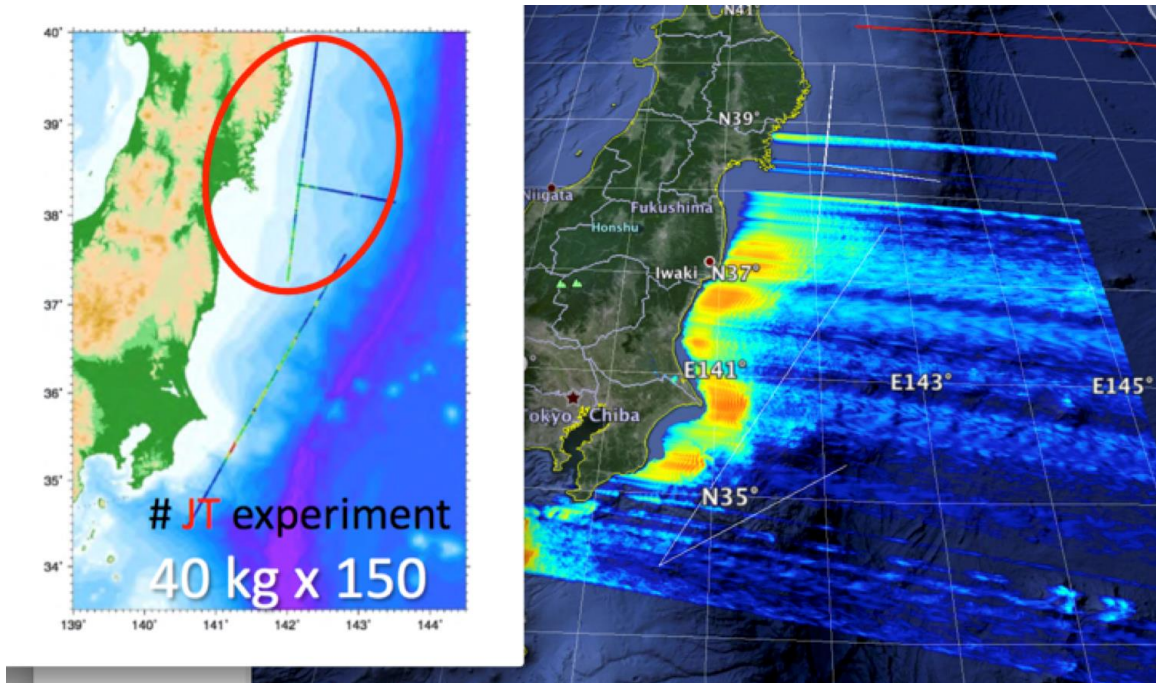 40˚
39˚
38˚
37˚
36˚
35˚
34˚
139˚
140˚
141˚
142˚
143˚
144˚
# JT experiment
40 kg x 150
N41°
N39°
Niigata
Fukushima
Honshu
Iwaki
N37°
E141°
E143°
E145°
Tokyo
Chiba
N35°